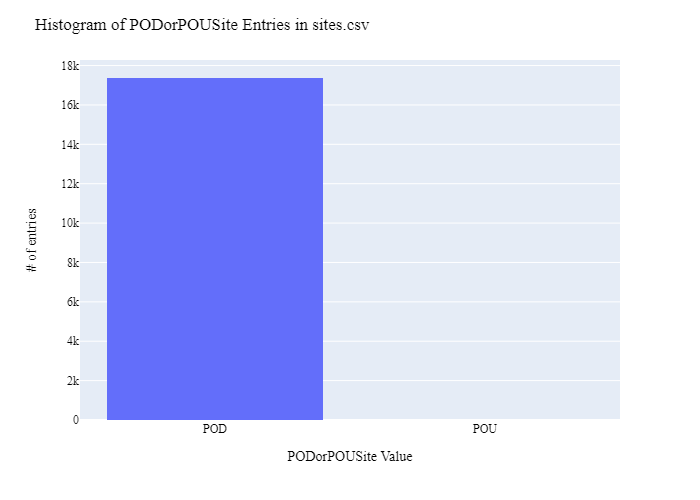 Histogram of PODorPOUSite Entries in sites.csv
18k
16k
14k
12k
10k
8k
6k
4k
2k
0
# of entries
POD POU
PODorPOUSite Value